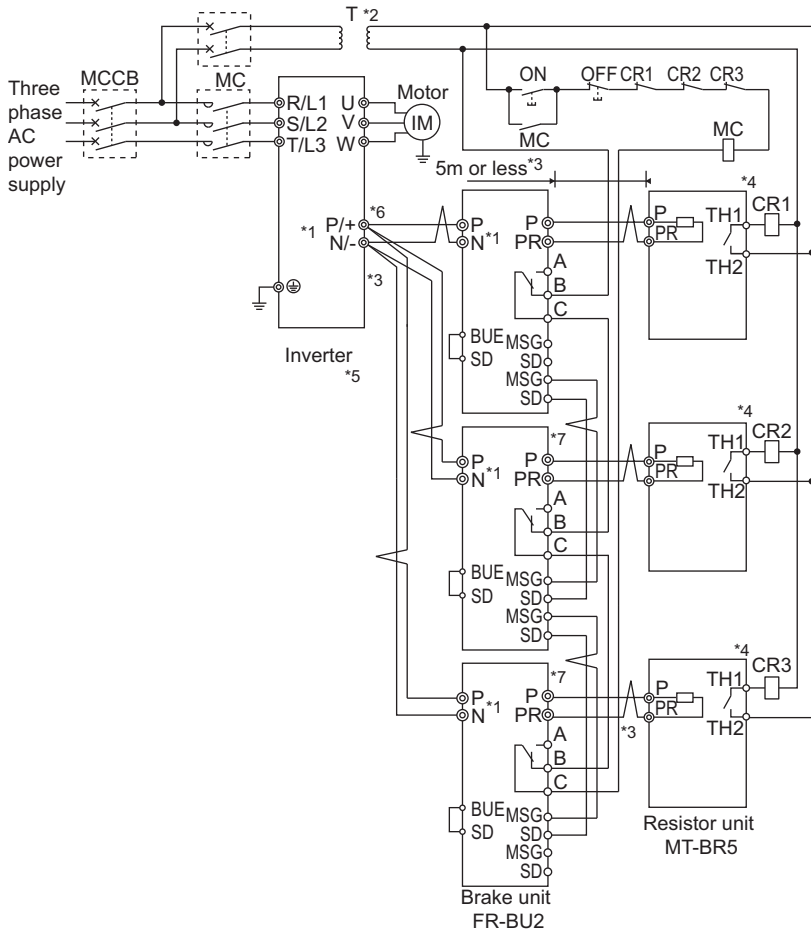 T *2
MCCB
MC
Three
phase
AC
power
supply
R/L1
S/L2
T/L3
U
V
W
Motor
IM
ON
OFF
CR1
CR2
CR3
MC
MC
5m or less*3
P/+
N/-
*1
*6
*3
Inverter
*5
P
N*1
P
PR
A
B
C
BUE
SD
MSG
SD
MSG
SD
*4
P
PR
TH1
TH2
CR1
*7
P
N*1
P
PR
A
B
C
BUE
SD
MSG
SD
MSG
SD
*4
P
PR
TH1
TH2
CR2
*7
P
N*1
P
PR
A
B
C
BUE
SD
MSG
SD
MSG
SD
*3
*4
P
PR
TH1
TH2
CR3
Resistor unit
MT-BR5
Brake unit
FR-BU2